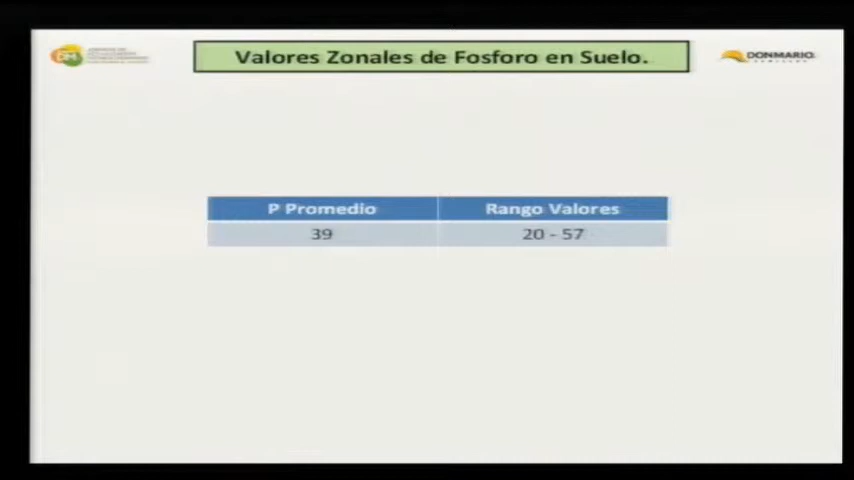 Valores Zonales de Fosforo en Suelo.
DONMARIO
P Promedio
Rango Valores
39
20 - 57